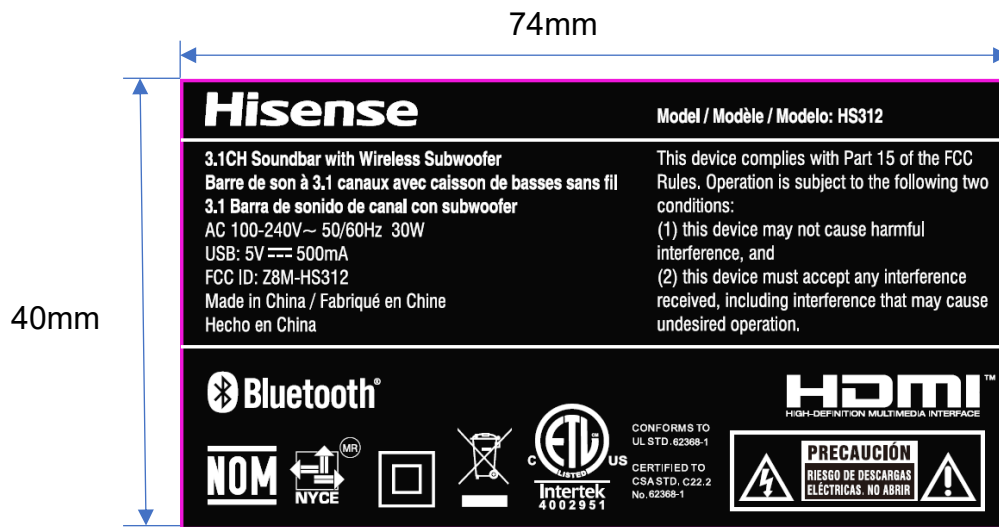 74mm
40mm
Hisense
Model / Modèle / Modelo: HS312
3.1CH Soundbar with Wireless Subwoofer
Barre de son à 3.1 canaux avec caisson de basses sans fil
3.1 Barra de sonido de canal con subwoofer
AC 100-240V~ 50/60Hz 30W
USB: 5V ⎓ 500mA
FCC ID: Z8M-HS312
Made in China / Fabriqué en Chine
Hecho en China
This device complies with Part 15 of the FCC
Rules. Operation is subject to the following two
conditions:
(1) this device may not cause harmful
interference, and
(2) this device must accept any interference
received, including interference that may cause
undesired operation.
Bluetooth®
HDMI™
HIGH-DEFINITION MULTIMEDIA INTERFACE
NOM
MR
NYCE
ETL
C US
LISTED
Intertek
4002951
CONFORMS TO
UL STD. 62368-1
CERTIFIED TO
CSA STD. C22.2
No. 62368-1
PRECAUCIÓN
RIESGO DE DESCARGAS
ELÉCTRICAS. NO ABRIR